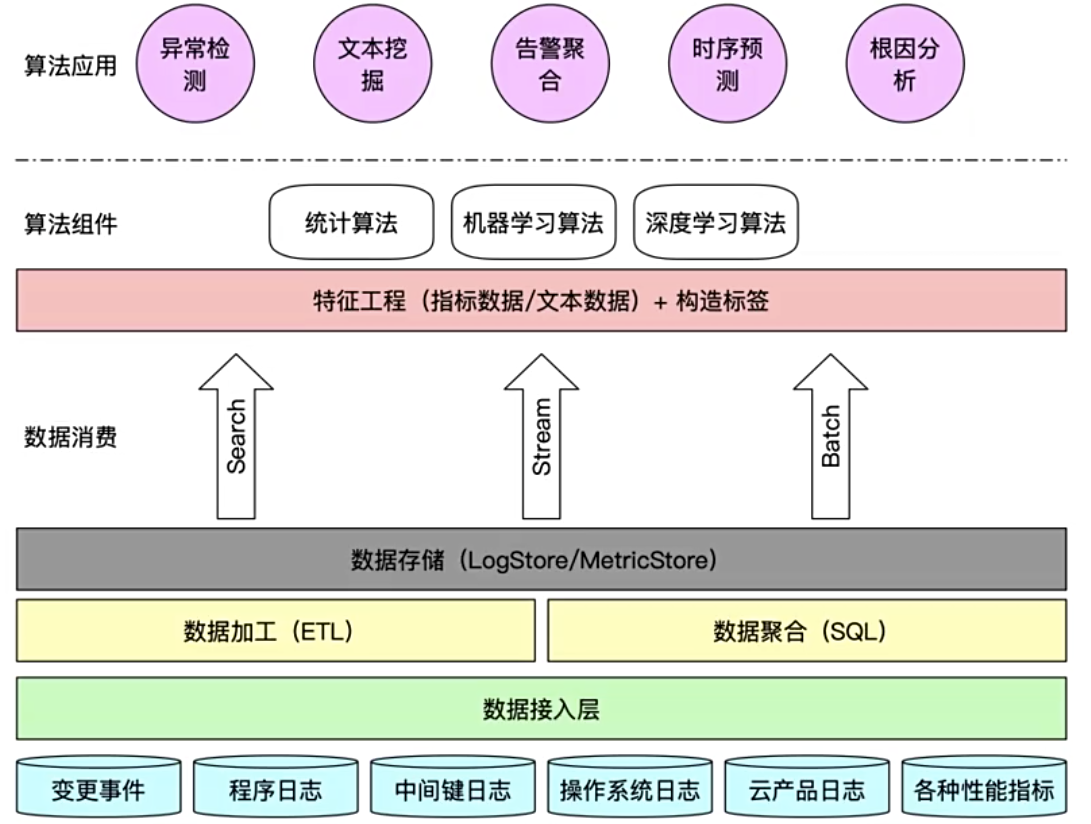 算法应用
异常检
测
文本挖
掘
告警聚
合
时序预
测
根因分
析
算法组件
统计算法
机器学习算法
深度学习算法
特征工程（指标数据/文本数据）+ 构造标签
数据消费
Search
Stream
Batch
数据存储（LogStore/MetricStore）
数据加工（ETL）
数据聚合（SQL）
数据接入层
变更事件
程序日志
中间键日志
操作系统日志
云产品日志
各种性能指标